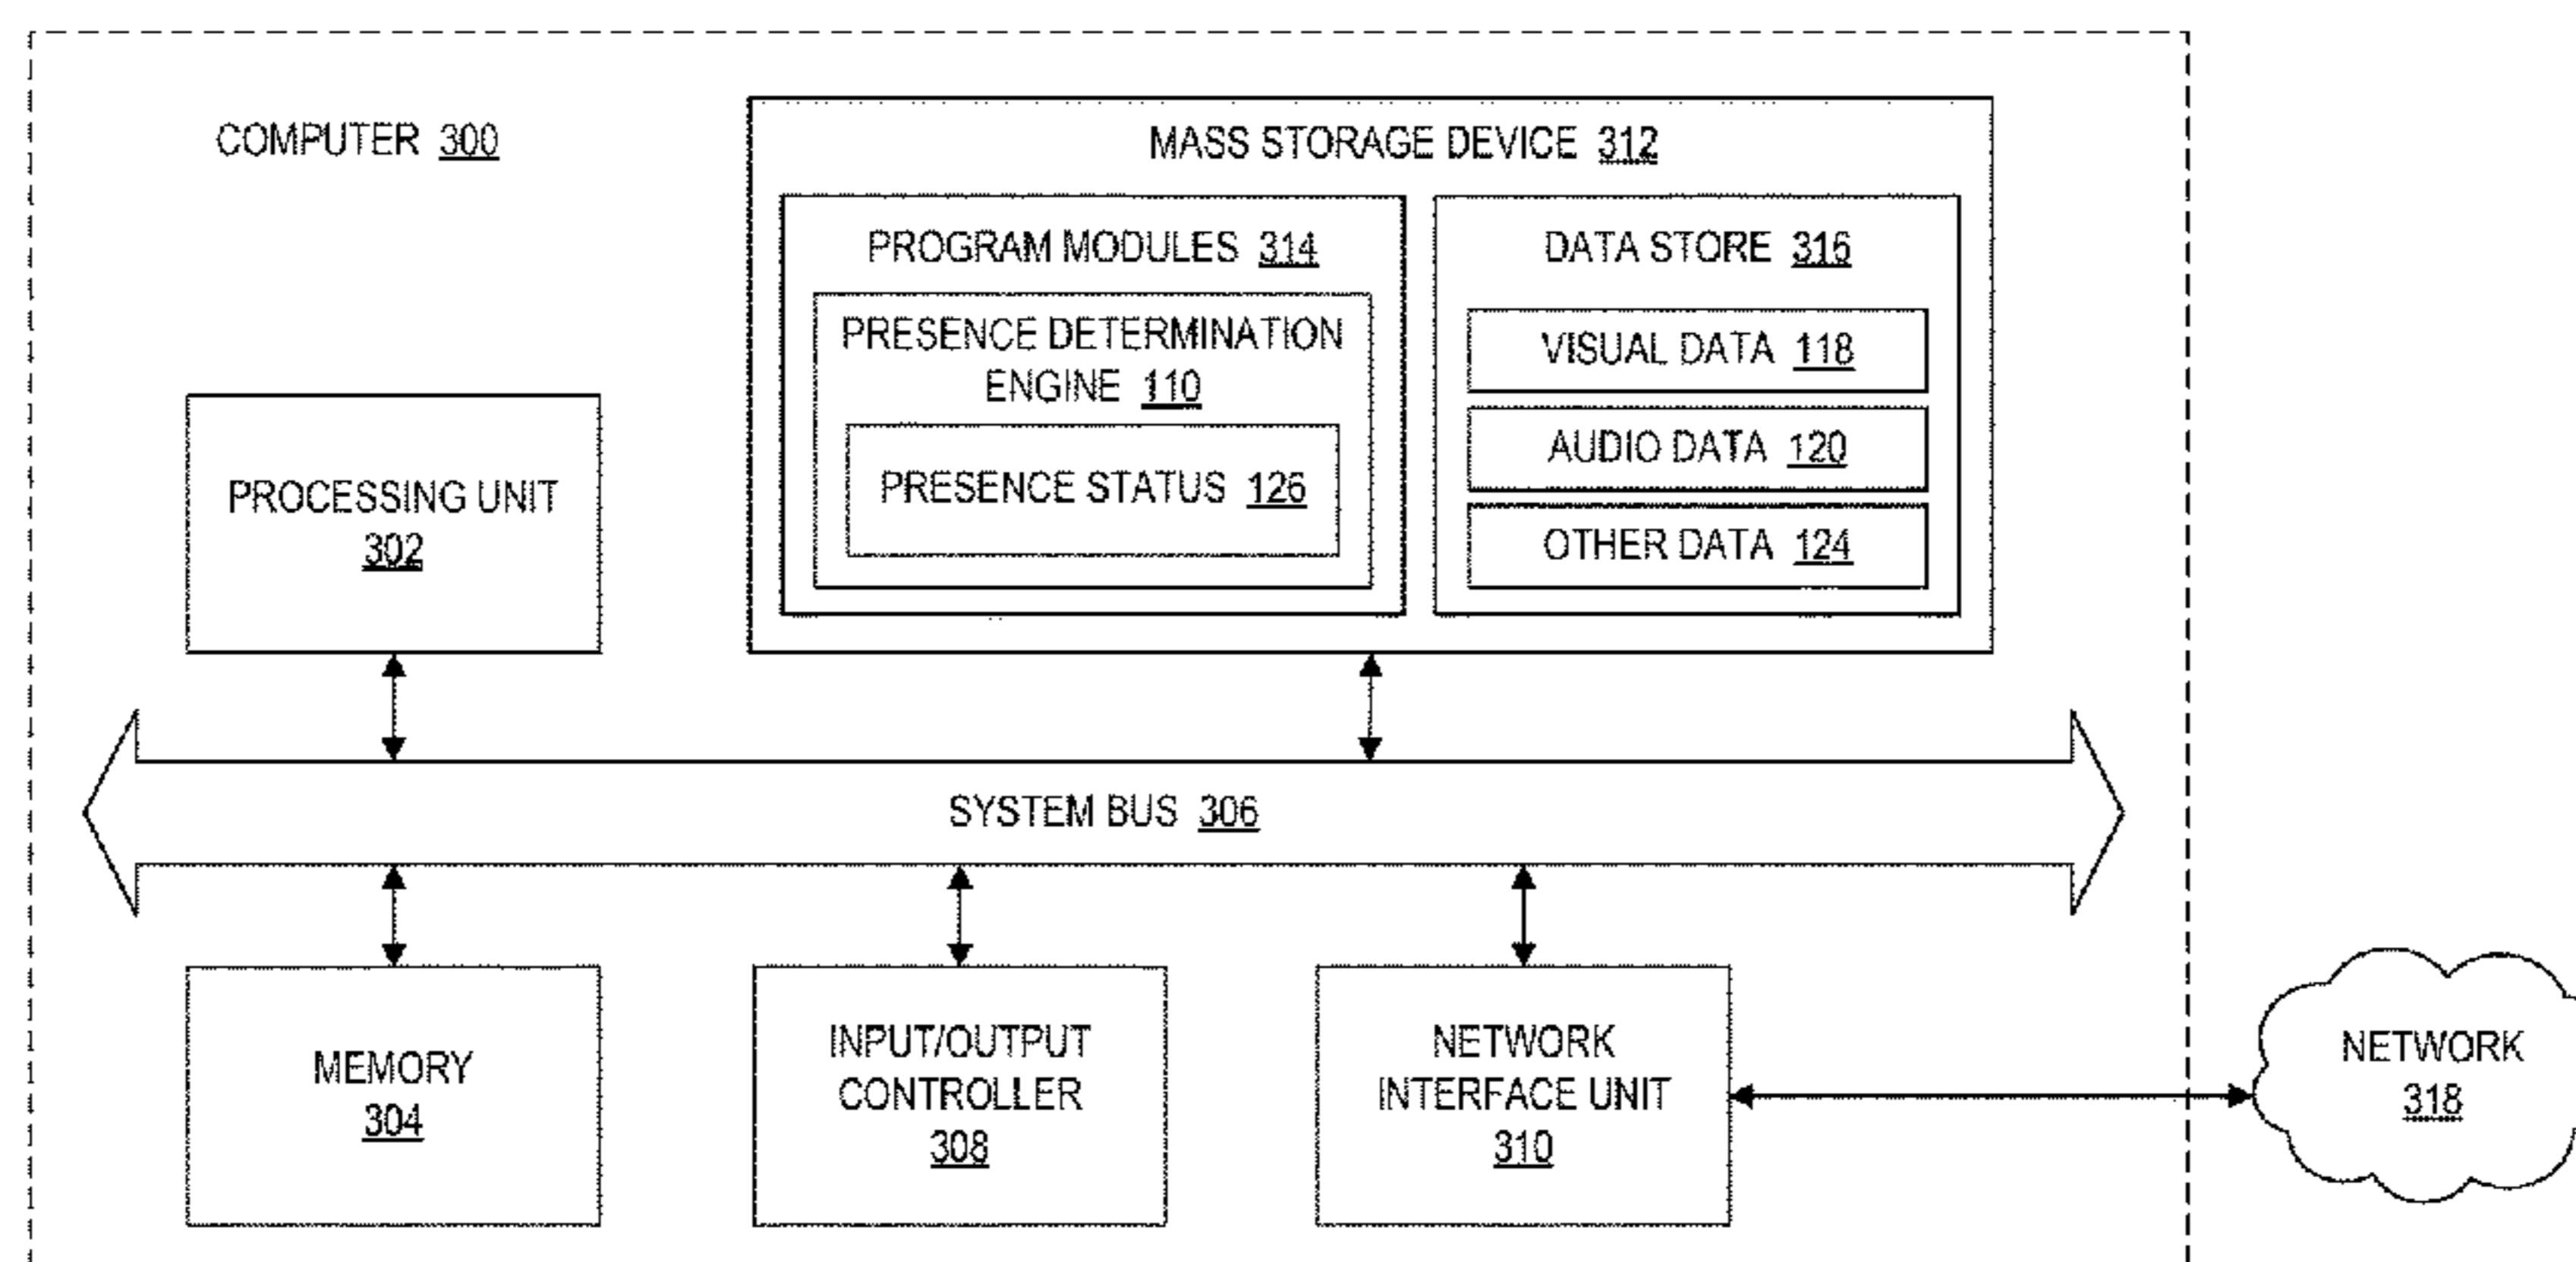 COMPUTER 300
MASS STORAGE DEVICE 312
PROGRAM MODULES 314
PRESENCE DETERMINATION
ENGINE 110
PRESENCE STATUS 126
DATA STORE 316
VISUAL DATA 118
AUDIO DATA 120
OTHER DATA 124
PROCESSING UNIT
302
SYSTEM BUS 306
MEMORY
304
INPUT/OUTPUT
CONTROLLER
308
NETWORK
INTERFACE UNIT
310
NETWORK
318